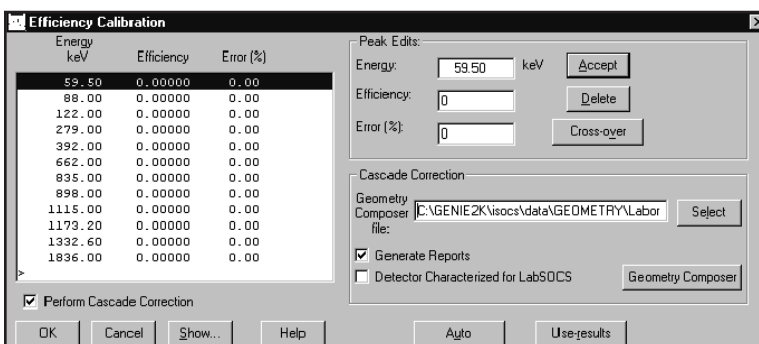 Efficiency Calibration
Energy keV Efficiency Error (%)
59.50 0.00000 0.00
88.00 0.00000 0.00
122.00 0.00000 0.00
279.00 0.00000 0.00
392.00 0.00000 0.00
662.00 0.00000 0.00
835.00 0.00000 0.00
898.00 0.00000 0.00
1115.00 0.00000 0.00
1173.20 0.00000 0.00
1332.60 0.00000 0.00
1836.00 0.00000 0.00
>
Perform Cascade Correction
Peak Edits:
Energy: 59.50 keV Accept
Efficiency: 0 Delete
Error (%): 0 Cross-over
Cascade Correction
Geometry Composer file: C:\GENIE2K\isocs\data\GEOMETRY\Labor Select
Generate Reports
Detector Characterized for LabSOCS Geometry Composer
OK Cancel Show... Help Auto Use-results